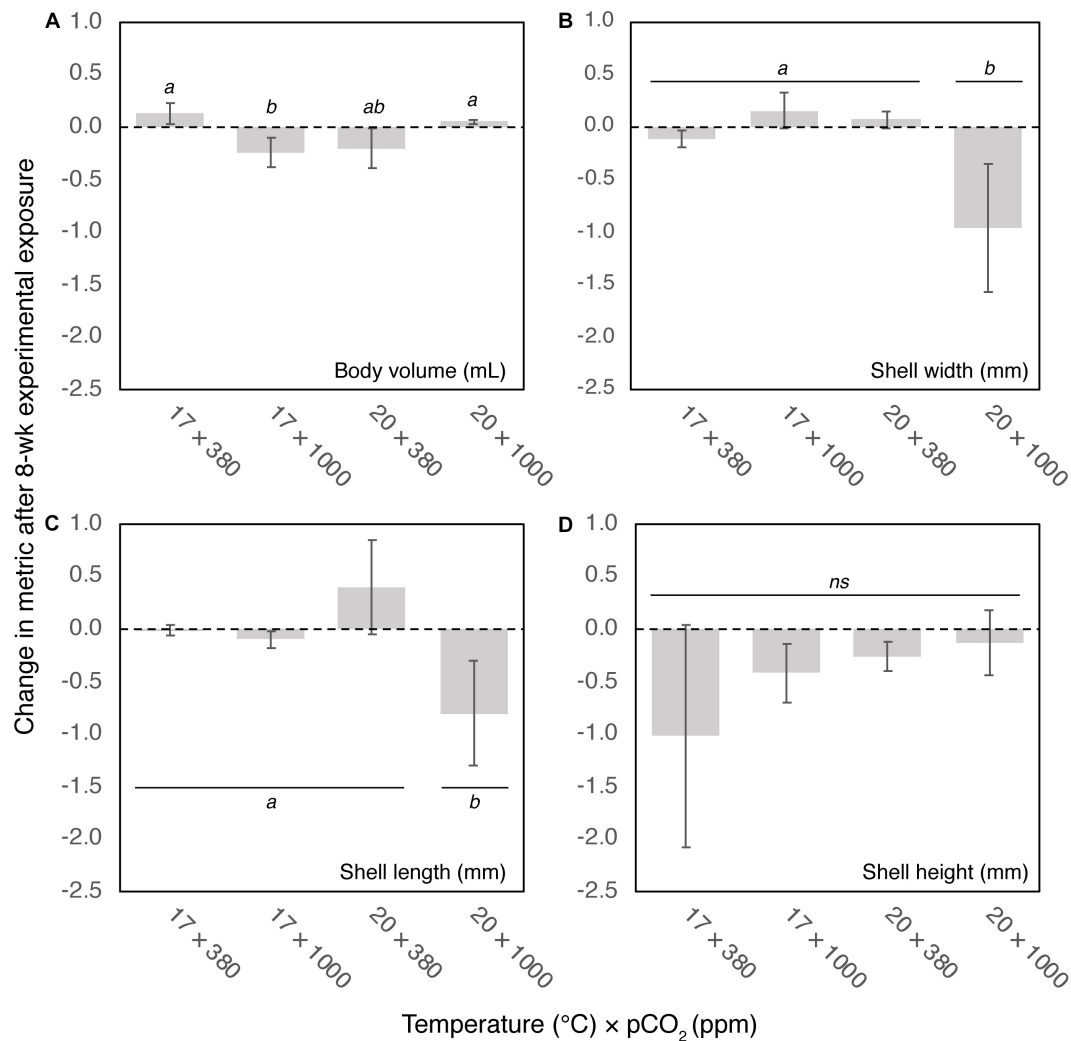 Change in metric after 8-wk experimental exposure
A
1.0
0.5
0.0
-0.5
-1.0
-1.5
-2.0
-2.5
a
b
ab
a
Body volume (mL)
17×380
17×1000
20×380
20×1000
B
1.0
0.5
0.0
-0.5
-1.0
-1.5
-2.0
-2.5
a
b
Shell width (mm)
17×380
17×1000
20×380
20×1000
C
1.0
0.5
0.0
-0.5
-1.0
-1.5
-2.0
-2.5
a
b
Shell length (mm)
17×380
17×1000
20×380
20×1000
D
1.0
0.5
0.0
-0.5
-1.0
-1.5
-2.0
-2.5
ns
Shell height (mm)
17×380
17×1000
20×380
20×1000
Temperature (°C) × pCO₂ (ppm)